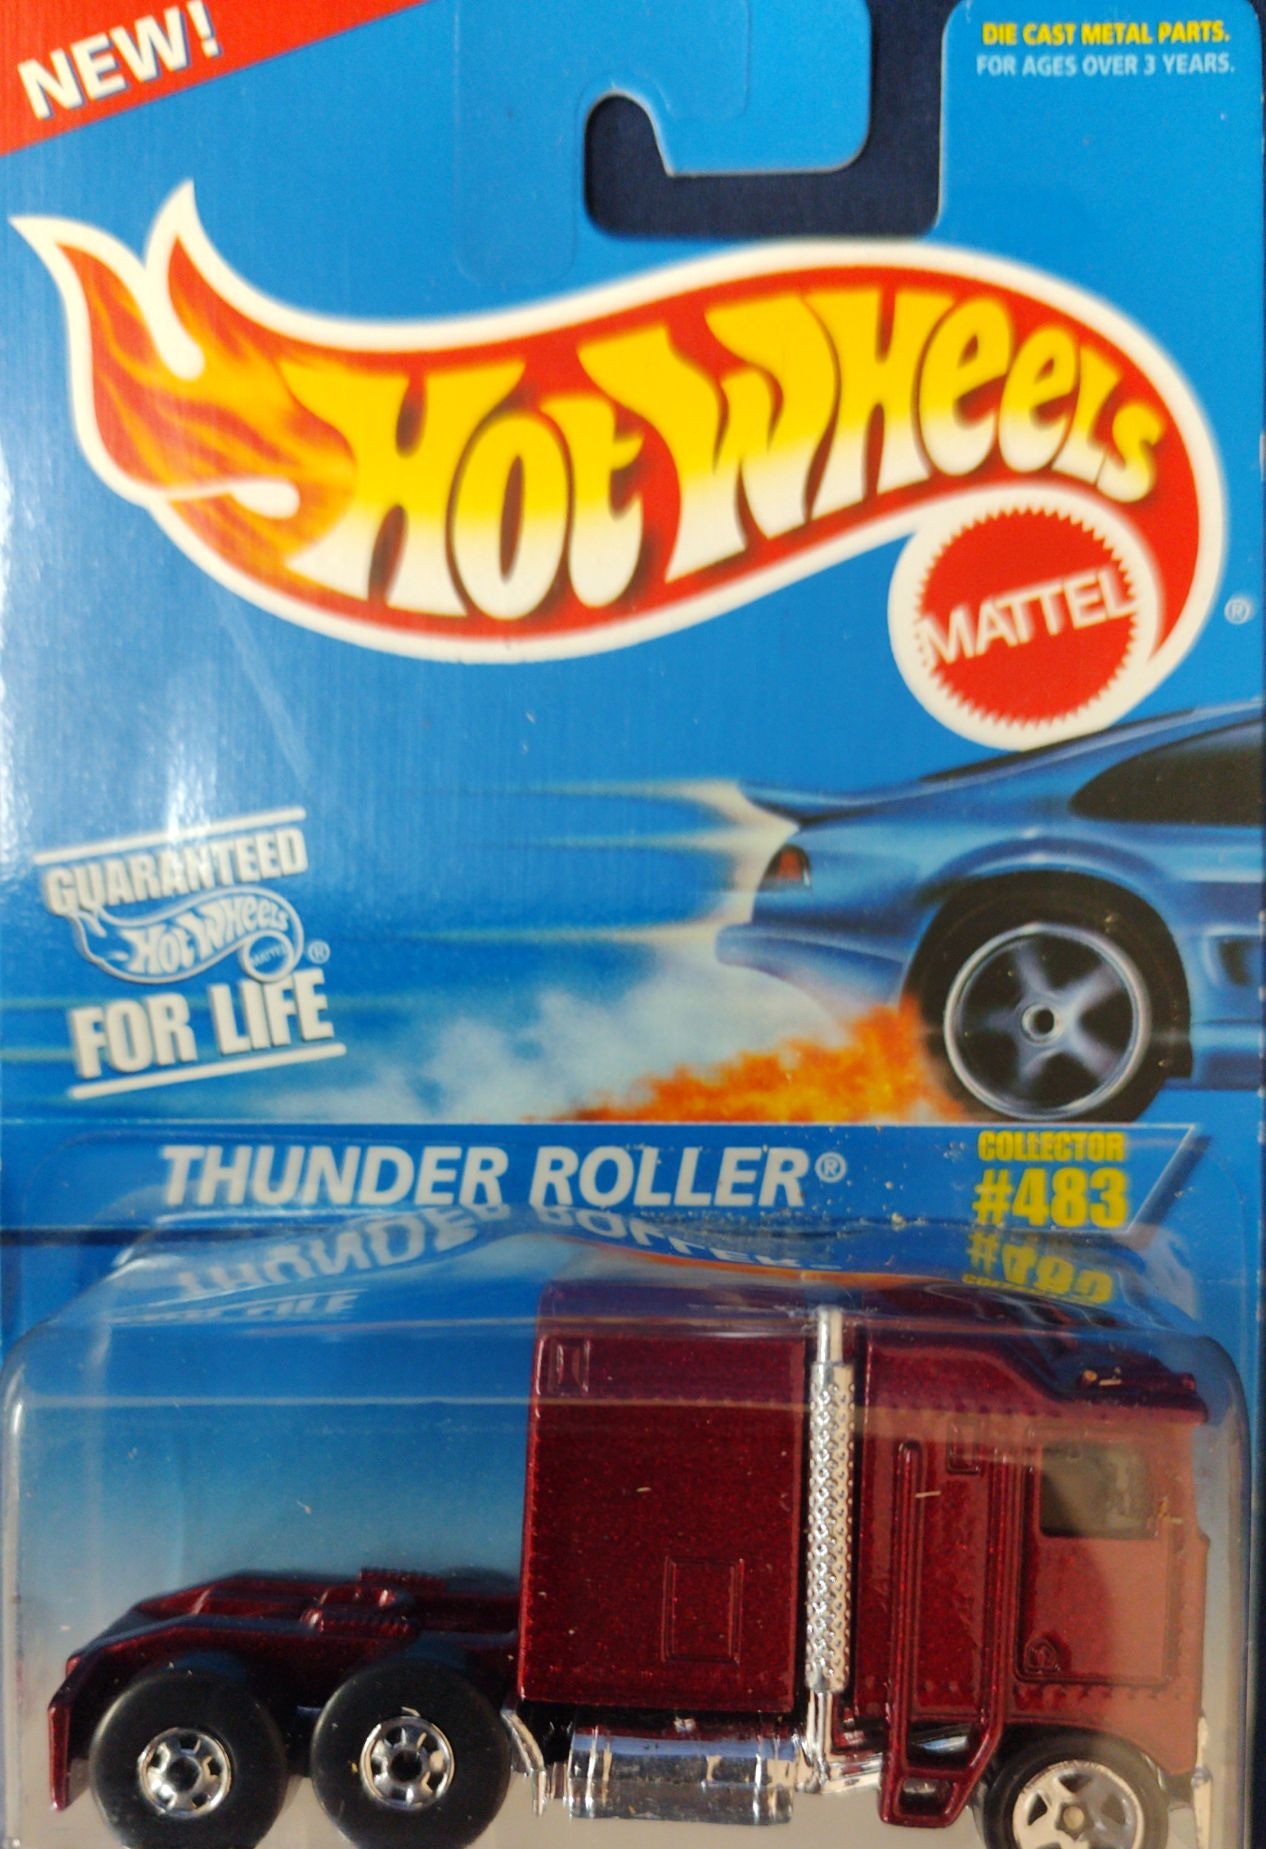 NEW!
DIE CAST METAL PARTS.
FOR AGES OVER 3 YEARS.
HOT WHEELS
MATTEL
®
GUARANTEED
HOT WHEELS
MATTEL
®
FOR LIFE
THUNDER ROLLER®
COLLECTOR
#483